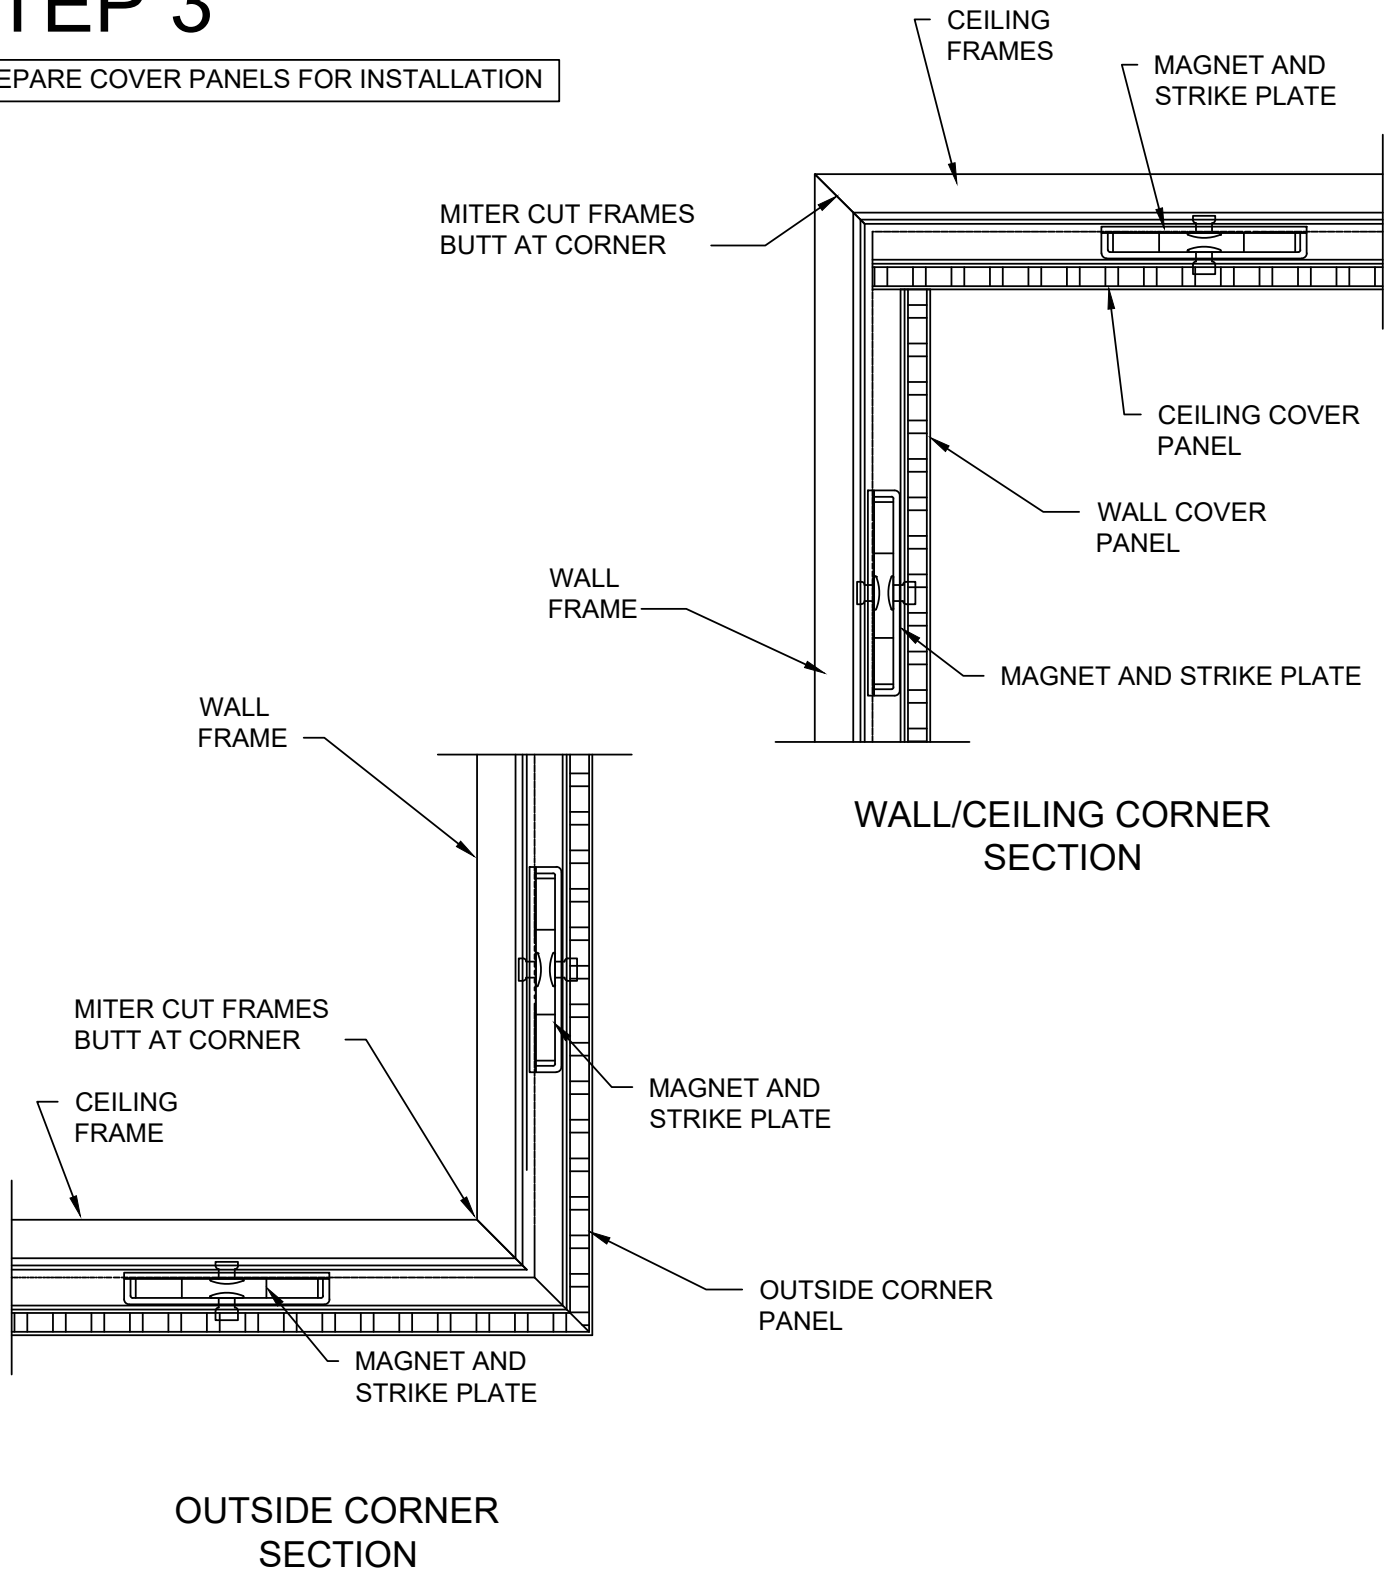 TEP 3
EPARE COVER PANELS FOR INSTALLATION
CEILING
FRAMES
MAGNET AND
STRIKE PLATE
MITER CUT FRAMES
BUTT AT CORNER
CEILING COVER
PANEL
WALL COVER
PANEL
WALL
FRAME
MAGNET AND STRIKE PLATE
WALL/CEILING CORNER
SECTION
WALL
FRAME
MITER CUT FRAMES
BUTT AT CORNER
CEILING
FRAME
MAGNET AND
STRIKE PLATE
OUTSIDE CORNER
PANEL
MAGNET AND
STRIKE PLATE
OUTSIDE CORNER
SECTION